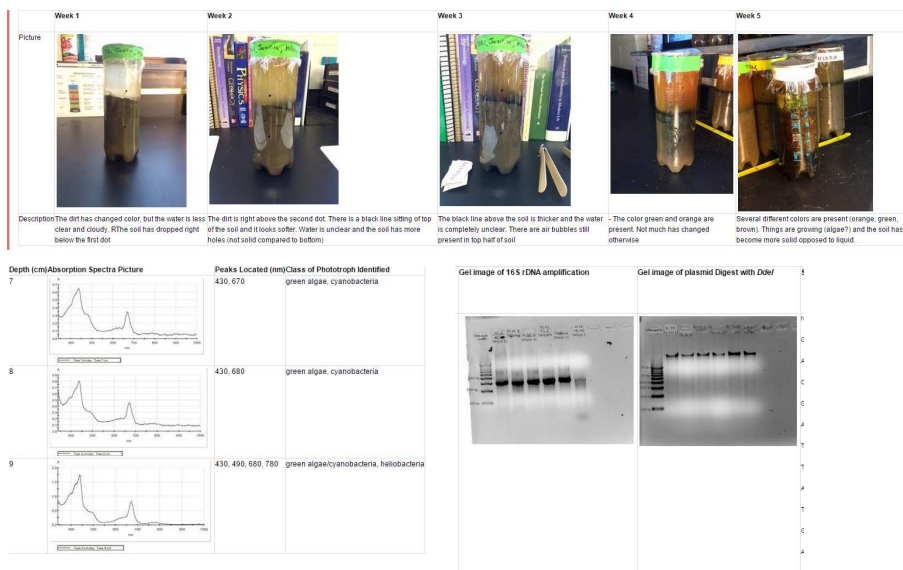 Week 1 Week 2 Week 3 Week 4 Week 5
Picture
PHYSICS
GEOLOGY
Description
The dirt has changed color, but the water is less
clear and cloudy. RThe soil has dropped right
below the first dot
The dirt is right above the second dot. There is a black line sitting of top
of the soil and it looks softer. Water is unclear and the soil has more
holes (not solid compared to bottom)
The black line above the soil is thicker and the water
is completely unclear. There are air bubbles still
present in top half of soil
- The color green and orange are
present. Not much has changed
otherwise
Several different colors are present (orange, green,
brown). Things are growing (algae?) and the soil has
become more solid opposed to liquid.
Depth (cm) Absorption Spectra Picture Peaks Located (nm) Class of Phototroph Identified
7 430, 670 green algae, cyanobacteria
8 430, 680 green algae, cyanobacteria
9 430, 490, 680, 780 green algae/cyanobacteria, heliobacteria
Gel image of 16S rDNA amplification
Gel image of plasmid Digest with DdeI